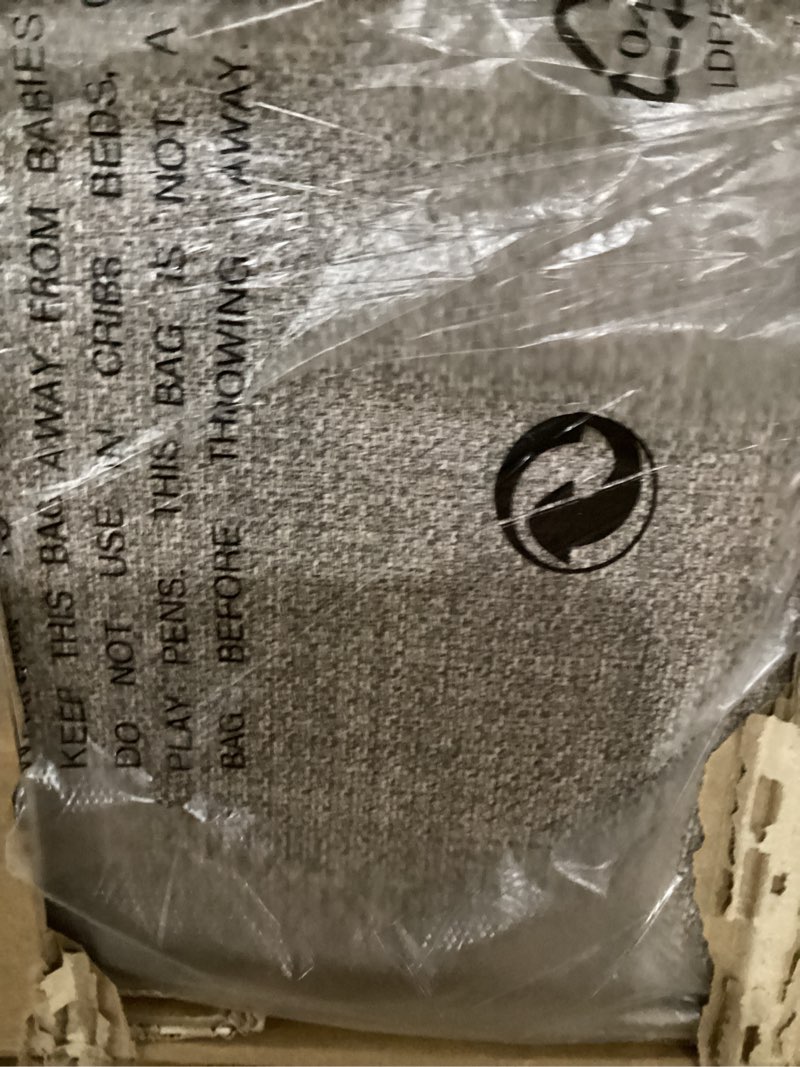 KEEP THIS BAG AWAY FROM BABIES
DO NOT USE IN CRIBS BEDS,
PLAY PENS. THIS BAG IS NOT A
BAG BEFORE THROWING AWAY.
04
LDPE